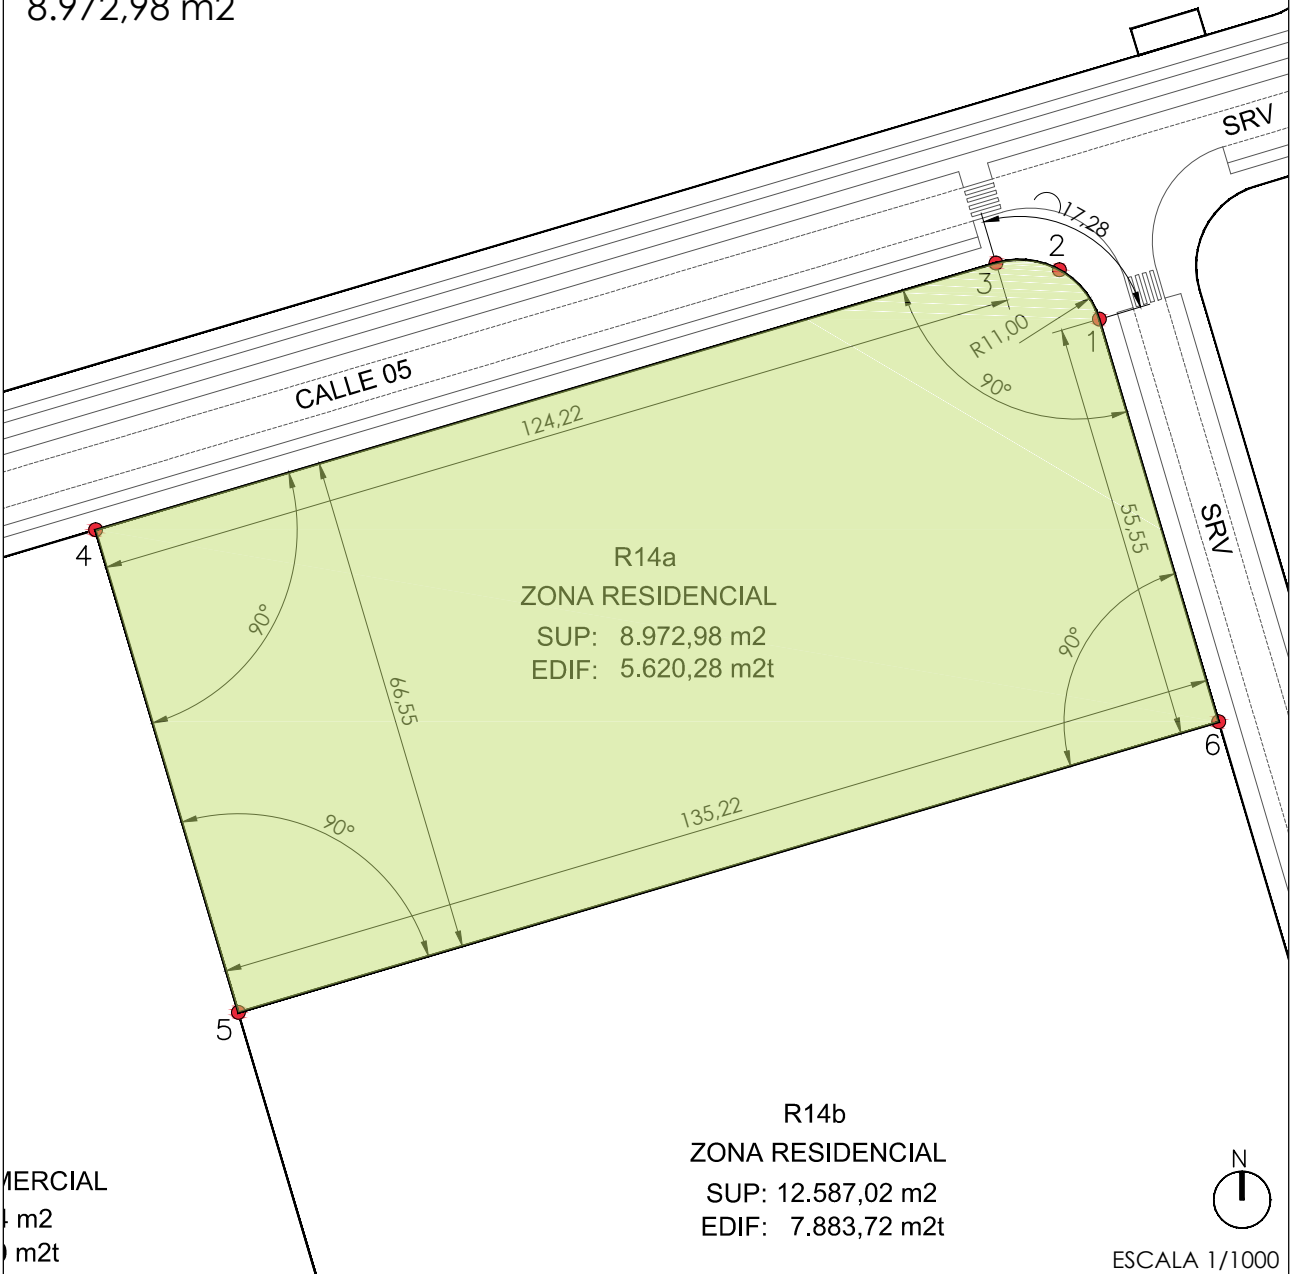 8.972,98 m2
SRV
17,28
2
3
1
R11,00
90°
CALLE 05
124,22
55,55
SRV
4
R14a
ZONA RESIDENCIAL
SUP: 8.972,98 m2
EDIF: 5.620,28 m2t
90°
90°
66,55
6
135,22
90°
5
R14b
ZONA RESIDENCIAL
SUP: 12.587,02 m2
EDIF: 7.883,72 m2t
MERCIAL
m2
m2t
N
ESCALA 1/1000